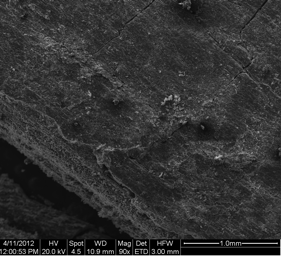 4/11/2012 HV Spot WD Mag Det HFW 1.0mm
12:00:53 PM 20.0 kV 4.5 10.9 mm 90x ETD 3.00 mm